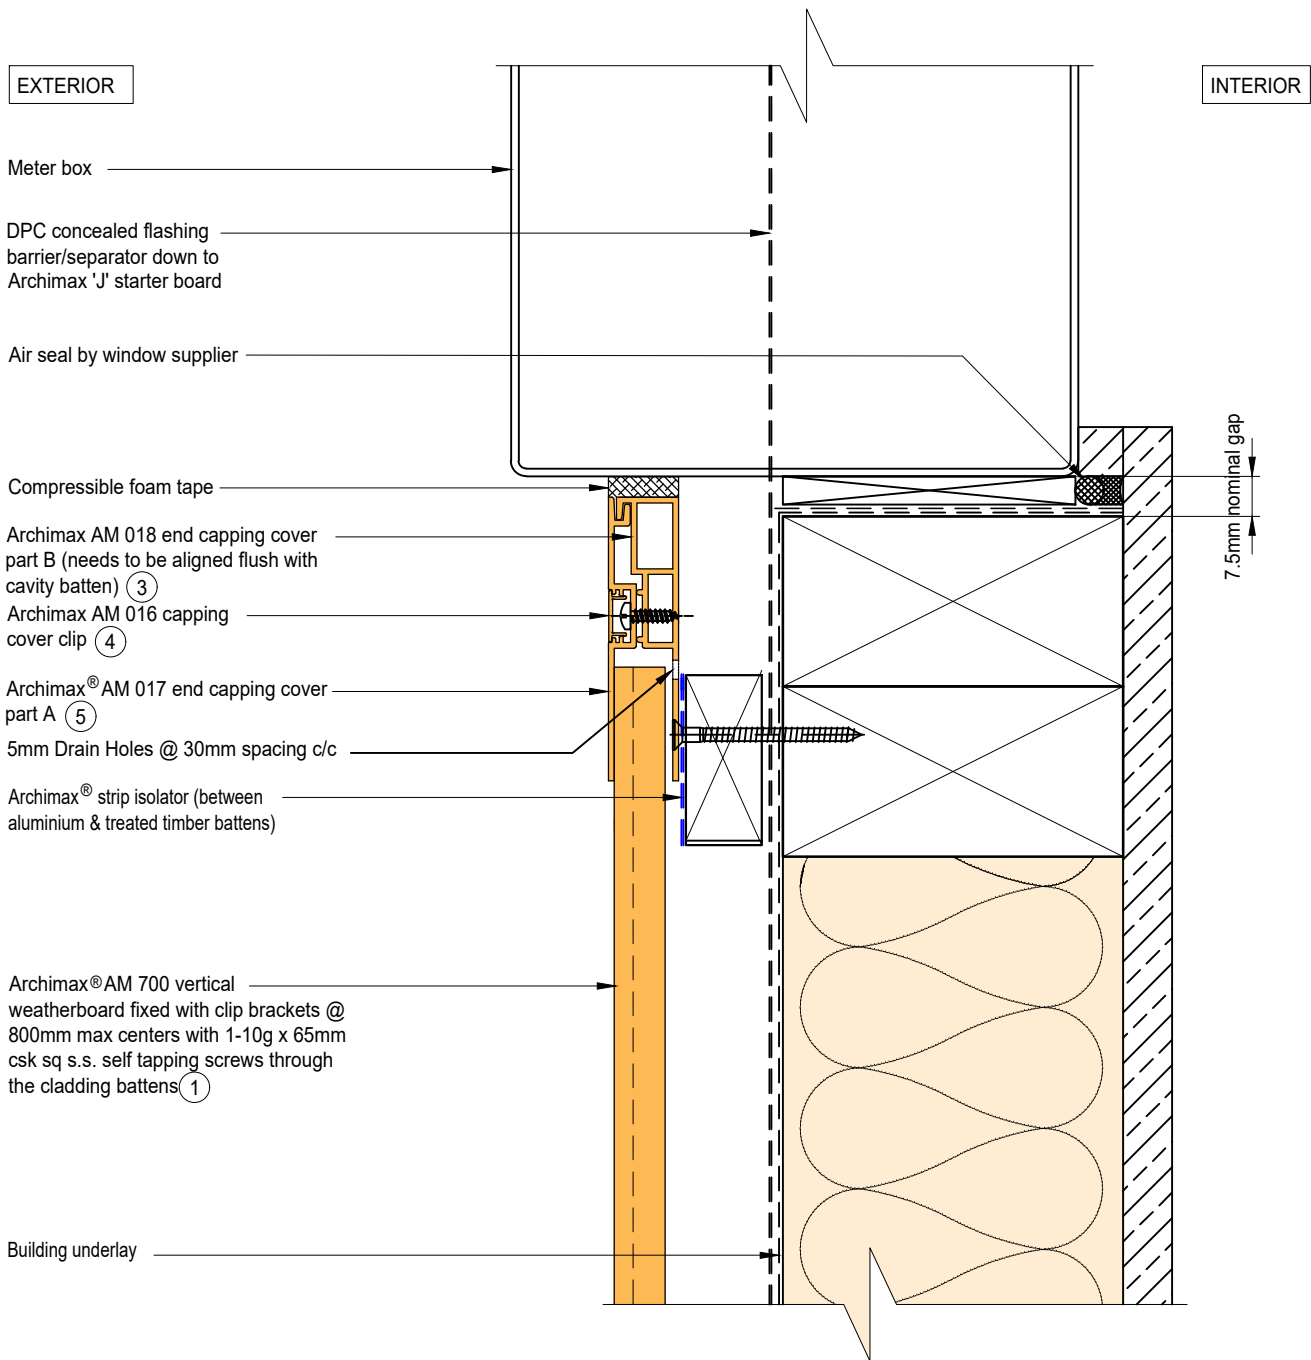 EXTERIOR
INTERIOR
Meter box
DPC concealed flashing
barrier/separator down to
Archimax 'J' starter board
Air seal by window supplier
7.5mm nominal gap
Compressible foam tape
Archimax AM 018 end capping cover
part B (needs to be aligned flush with
cavity batten) 3
Archimax AM 016 capping
cover clip 4
Archimax® AM 017 end capping cover
part A 5
5mm Drain Holes @ 30mm spacing c/c
Archimax® strip isolator (between
aluminium & treated timber battens)
Archimax® AM 700 vertical
weatherboard fixed with clip brackets @
800mm max centers with 1-10g x 65mm
csk sq s.s. self tapping screws through
the cladding battens 1
Building underlay